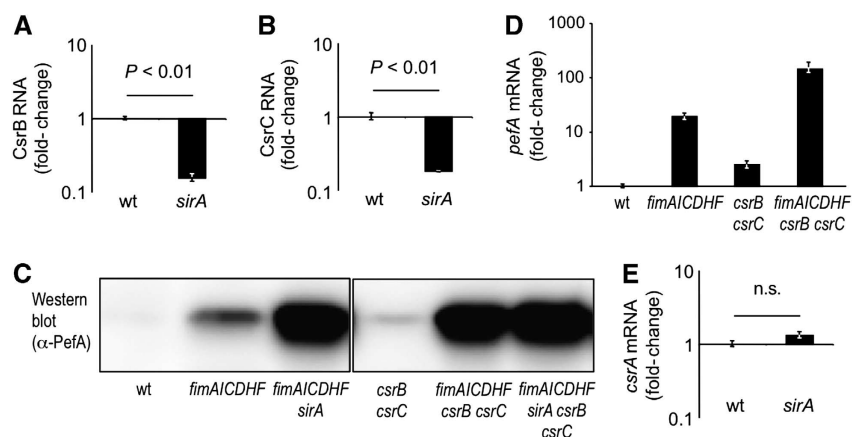 A
CsrB RNA
(fold- change)
10
1
0.1
P < 0.01
wt
sirA
B
CsrC RNA
(fold- change)
10
1
0.1
P < 0.01
wt
sirA
D
pefA mRNA
(fold- change)
1000
100
10
1
wt
fimAICDHF
csrB
csrC
fimAICDHF
csrB csrC
C
Western
blot
(α-PefA)
wt
fimAICDHF
fimAICDHF
sirA
csrB
csrC
fimAICDHF
csrB csrC
fimAICDHF
sirA csrB
csrC
E
csrA mRNA
(fold-change)
10
1
0.1
n.s.
wt
sirA